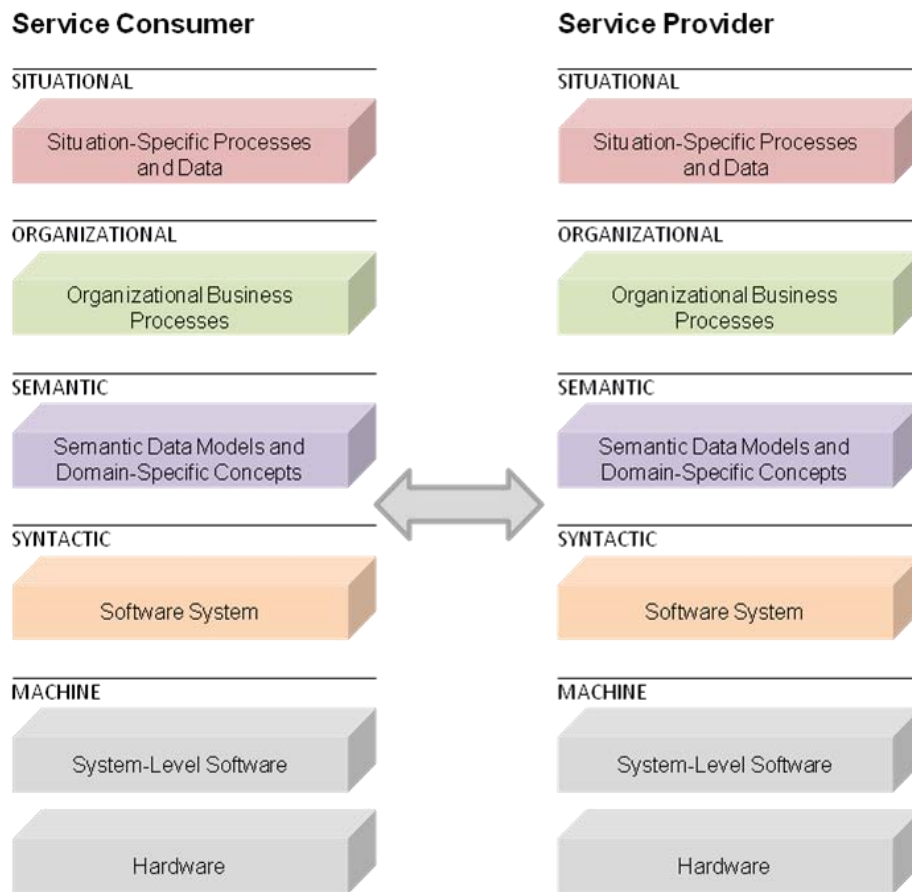 Service Consumer
SITUATIONAL
Situation-Specific Processes
and Data
ORGANIZATIONAL
Organizational Business
Processes
SEMANTIC
Semantic Data Models and
Domain-Specific Concepts
SYNTACTIC
Software System
MACHINE
System-Level Software
Hardware
Service Provider
SITUATIONAL
Situation-Specific Processes
and Data
ORGANIZATIONAL
Organizational Business
Processes
SEMANTIC
Semantic Data Models and
Domain-Specific Concepts
SYNTACTIC
Software System
MACHINE
System-Level Software
Hardware